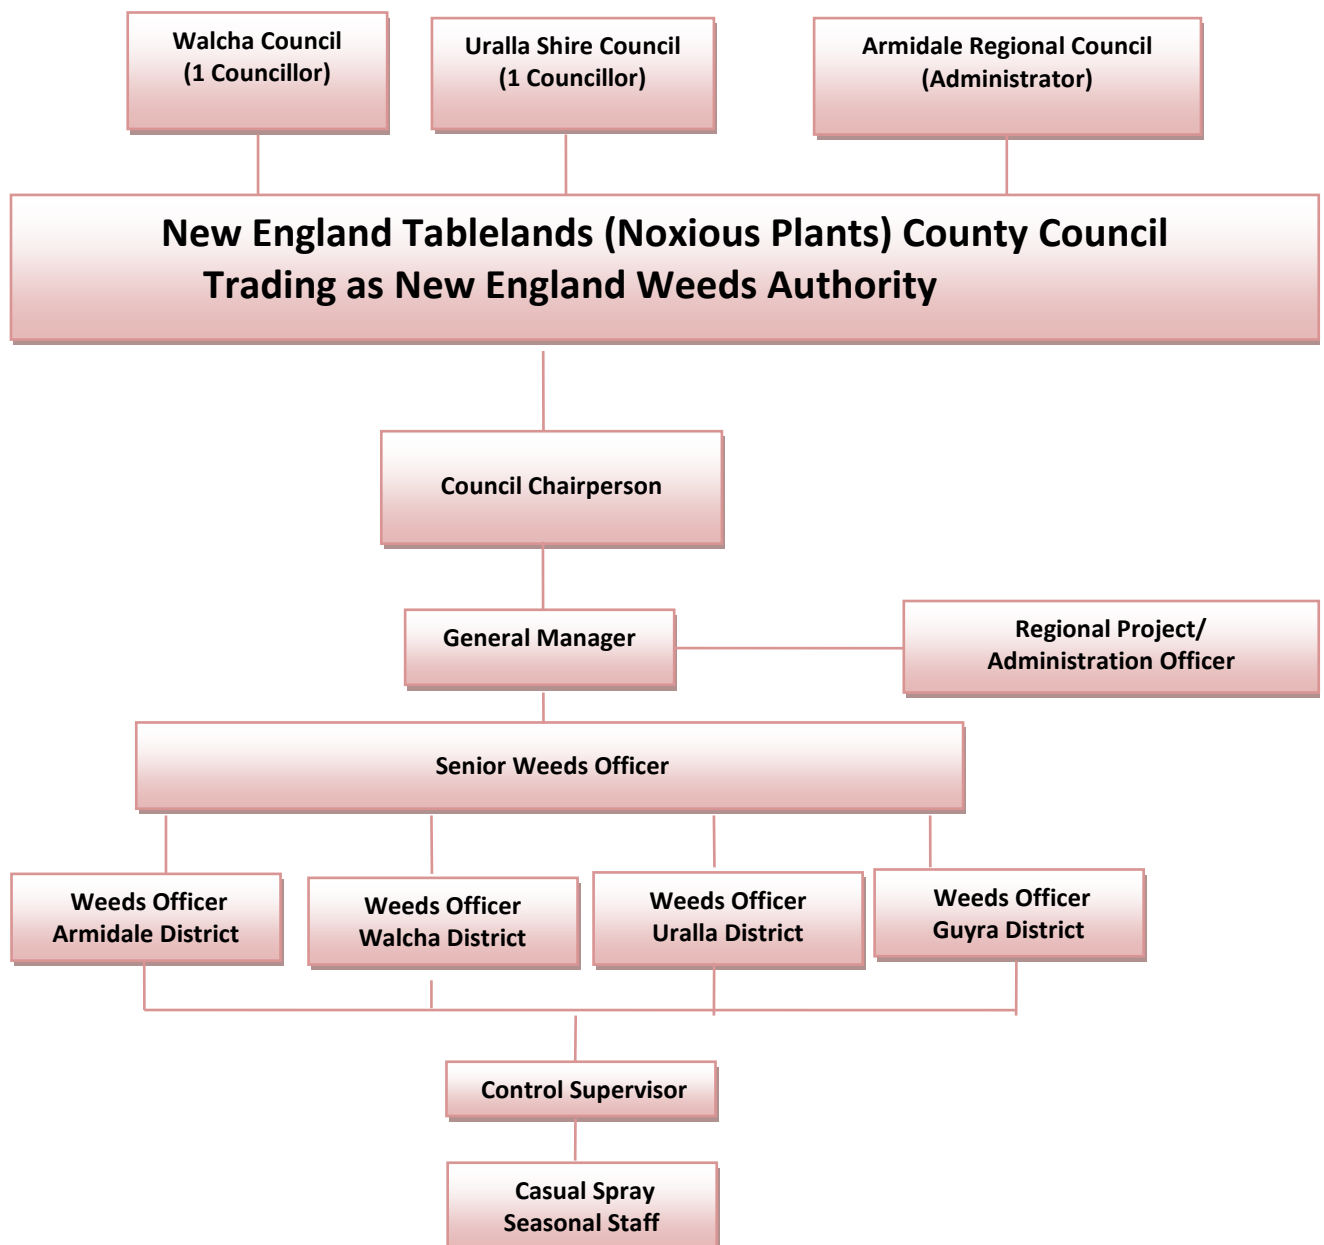 Walcha Council
(1 Councillor)
Uralla Shire Council
(1 Councillor)
Armidale Regional Council
(Administrator)
New England Tablelands (Noxious Plants) County Council
Trading as New England Weeds Authority
Council Chairperson
General Manager
Regional Project/
Administration Officer
Senior Weeds Officer
Weeds Officer
Armidale District
Weeds Officer
Walcha District
Weeds Officer
Uralla District
Weeds Officer
Guyra District
Control Supervisor
Casual Spray
Seasonal Staff